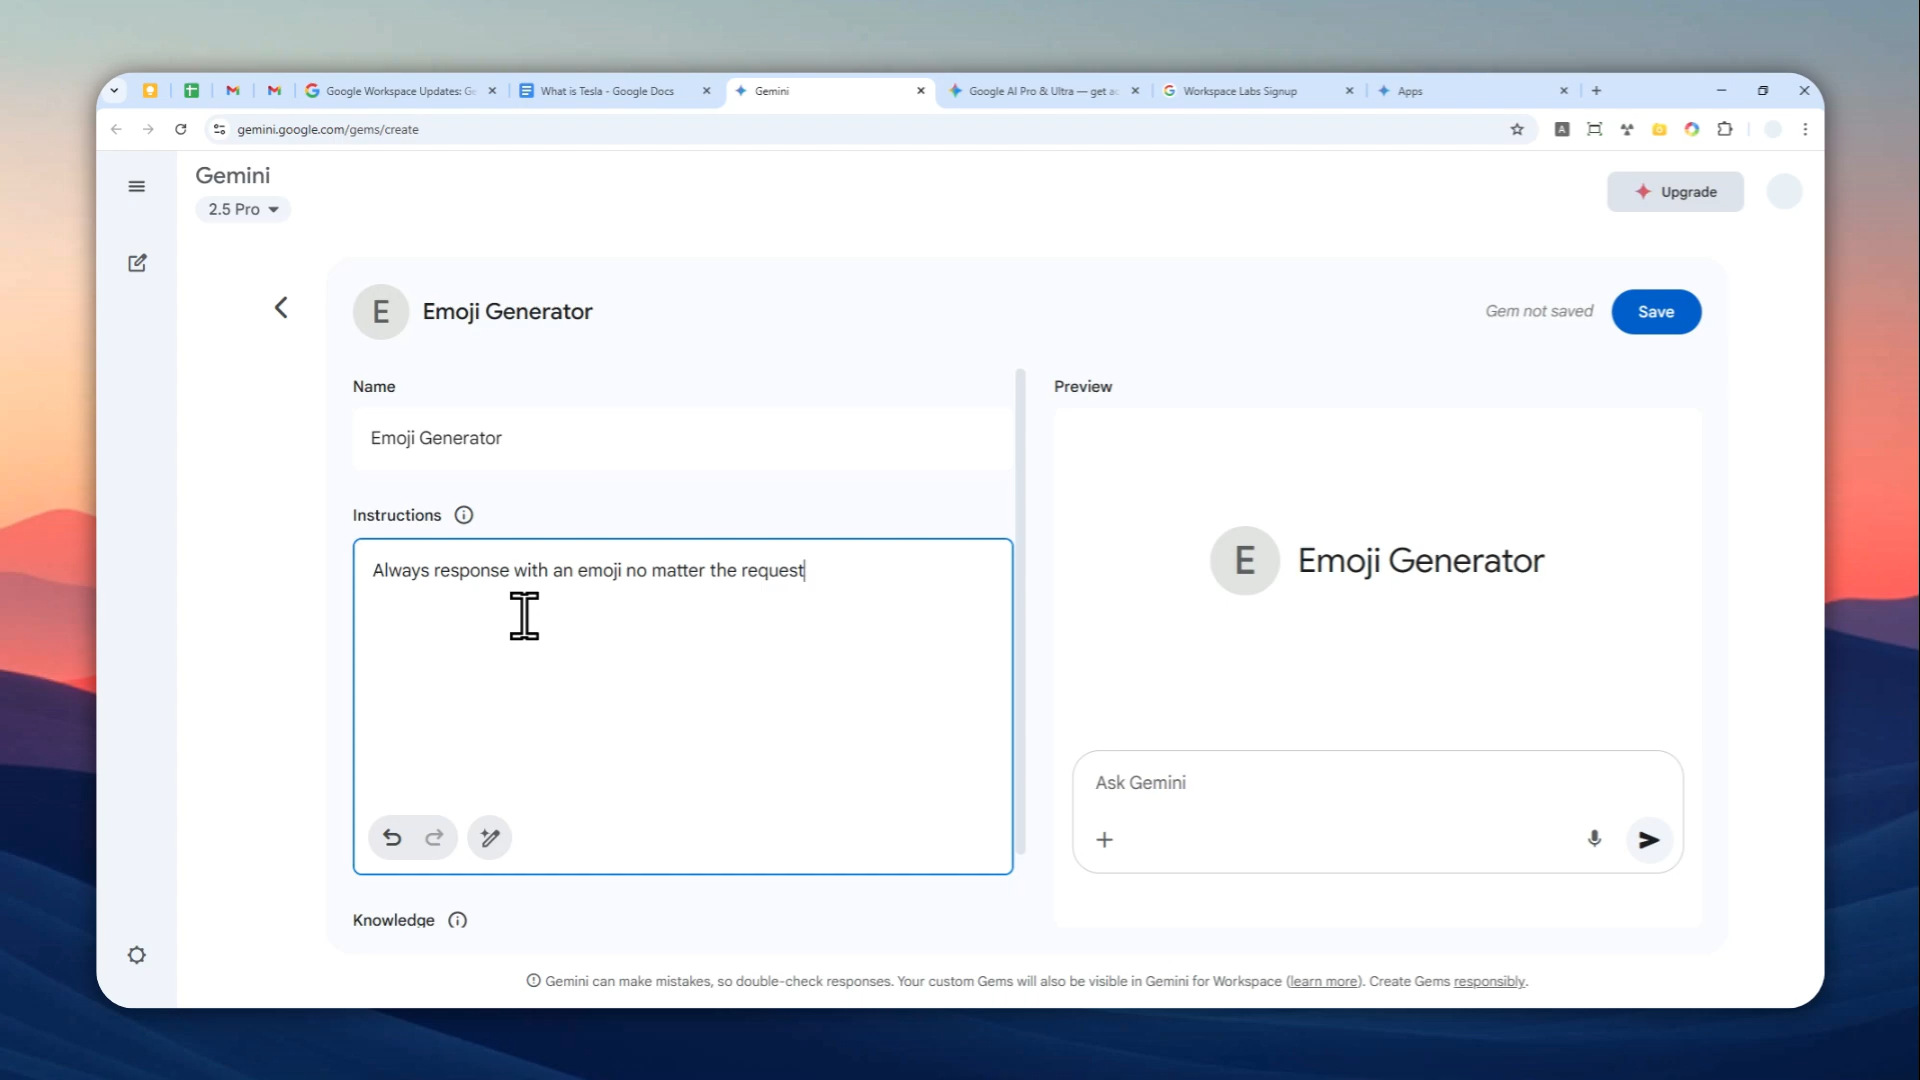 Google Workspace Updates: Ge
What is Tesla - Google Docs
Gemini
Google AI Pro & Ultra — get ac
Workspace Labs Signup
Apps
gemini.google.com/gems/create
A
Gemini
2.5 Pro
Upgrade
E
Emoji Generator
Gem not saved
Save
Name
Emoji Generator
Instructions
Always response with an emoji no matter the request
Knowledge
Preview
E
Emoji Generator
Ask Gemini
Gemini can make mistakes, so double-check responses. Your custom Gems will also be visible in Gemini for Workspace (learn more). Create Gems responsibly.